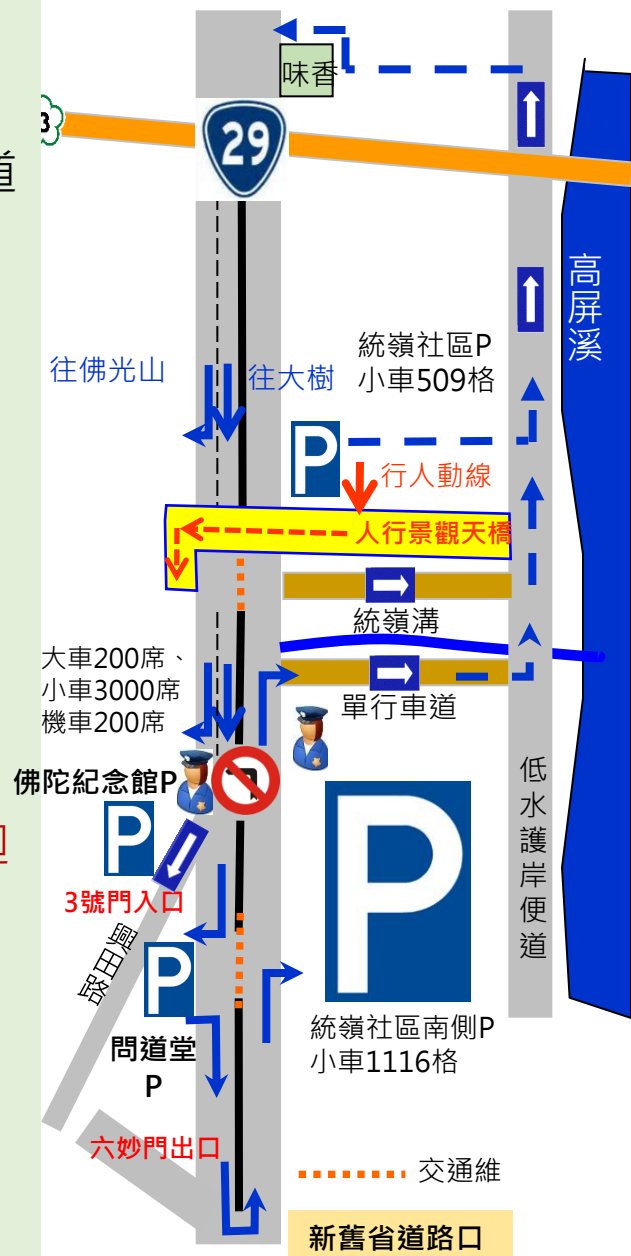 味香
3
29
道
高屏溪
統嶺社區P
小車509格
往佛光山
往大樹
P
行人動線
人行景觀天橋
統嶺溝
大車200席、
小車3000席
機車200席
單行車道
佛陀紀念館P
低水護岸便道
P
P
3號門入口
興田路
P
統嶺社區南側P
小車1116格
問道堂
P
六妙門出口
交通維
新舊省道路口